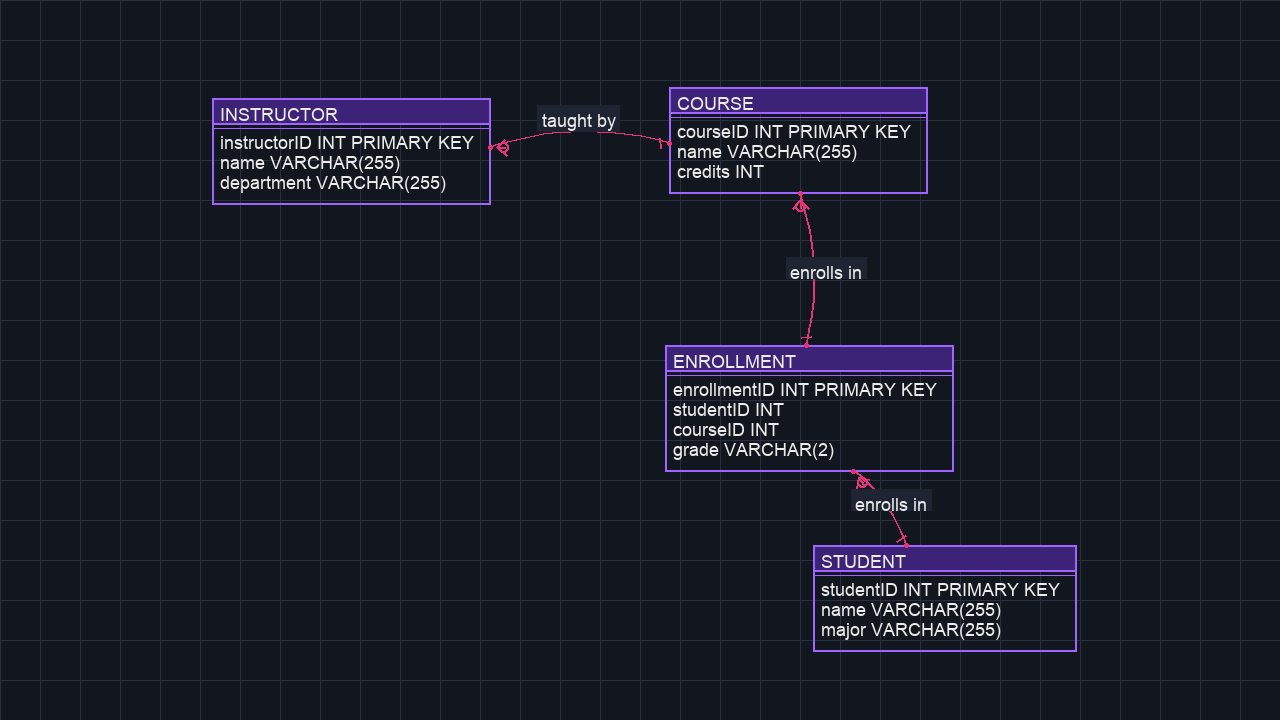 INSTRUCTOR
instructorID INT PRIMARY KEY
name VARCHAR(255)
department VARCHAR(255)
taught by
COURSE
courseID INT PRIMARY KEY
name VARCHAR(255)
credits INT
enrolls in
ENROLLMENT
enrollmentID INT PRIMARY KEY
studentID INT
courseID INT
grade VARCHAR(2)
enrolls in
STUDENT
studentID INT PRIMARY KEY
name VARCHAR(255)
major VARCHAR(255)